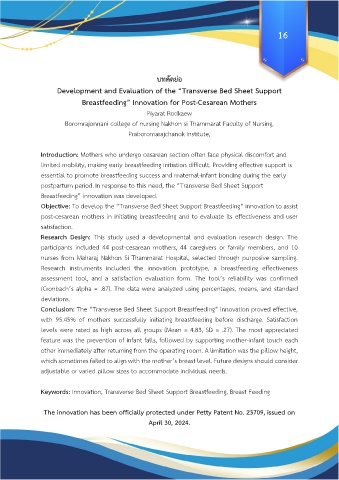 16
บทคัดย่อ
Development and Evaluation of the “Transverse Bed Sheet Support
Breastfeeding” Innovation for Post-Cesarean Mothers
Piyarat Rodkaew
Boromrajonnani college of nursing Nakhon si Thammarat Faculty of Nursing,
Praboromarajchanok Institute,
Introduction: Mothers who undergo cesarean section often face physical discomfort and
limited mobility, making early breastfeeding initiation difficult. Providing effective support is
essential to promote breastfeeding success and maternal-infant bonding during the early
postpartum period. In response to this need, the “Transverse Bed Sheet Support
Breastfeeding” innovation was developed.
Objective: To develop the “Transverse Bed Sheet Support Breastfeeding” innovation to assist
post-cesarean mothers in initiating breastfeeding and to evaluate its effectiveness and user
satisfaction.
Research Design: This study used a developmental and evaluation research design. The
participants included 44 post-cesarean mothers, 44 caregivers or family members, and 10
nurses from Maharaj Nakhon Si Thammarat Hospital, selected through purposive sampling.
Research instruments included the innovation prototype, a breastfeeding effectiveness
assessment tool, and a satisfaction evaluation form. The tool's reliability was confirmed
(Cronbach's alpha = .87). The data were analyzed using percentages, means, and standard
deviations.
Conclusion: The “Transverse Bed Sheet Support Breastfeeding” innovation proved effective,
with 95.45% of mothers successfully initiating breastfeeding before discharge. Satisfaction
levels were rated as high across all groups (Mean = 4.83, SD = .27). The most appreciated
feature was the prevention of infant falls, followed by supporting mother-infant touch each
other immediately after returning from the operating room. A limitation was the pillow height,
which sometimes failed to align with the mother's breast level. Future designs should consider
adjustable or varied pillow sizes to accommodate individual needs.
Keywords: Innovation, Transverse Bed Sheet Support Breastfeeding, Breast Feeding
The innovation has been officially protected under Petty Patent No. 23709, issued on
April 30, 2024.